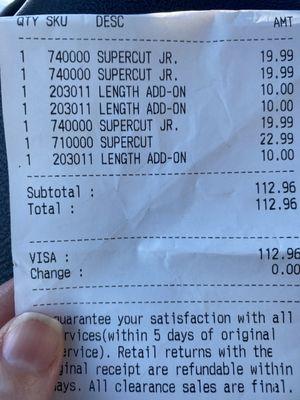 QTY SKU DESC AMT
1 740000 SUPERCUT JR. 19.99
1 740000 SUPERCUT JR. 19.99
1 203011 LENGTH ADD-ON 10.00
1 203011 LENGTH ADD-ON 10.00
1 740000 SUPERCUT JR. 19.99
1 710000 SUPERCUT 22.99
1 203011 LENGTH ADD-ON 10.00
Subtotal : 112.96
Total : 112.96
VISA : 112.96
Change : 0.00
guarantee your satisfaction with all
(within 5 days of original
Retail returns with the
receipt are refundable within
All clearance sales are final.